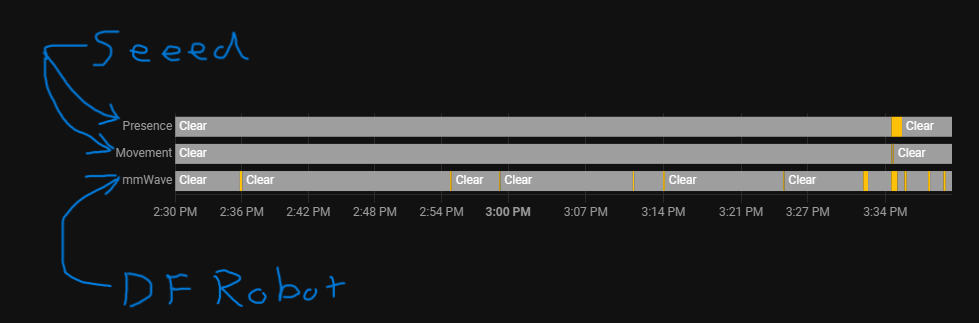 Seeed
Presence Clear Clear
Movement Clear Clear
mmWave Clear Clear Clear Clear Clear Clear
2:30 PM 2:36 PM 2:42 PM 2:48 PM 2:54 PM 3:00 PM 3:07 PM 3:14 PM 3:21 PM 3:27 PM 3:34 PM
DF Robot